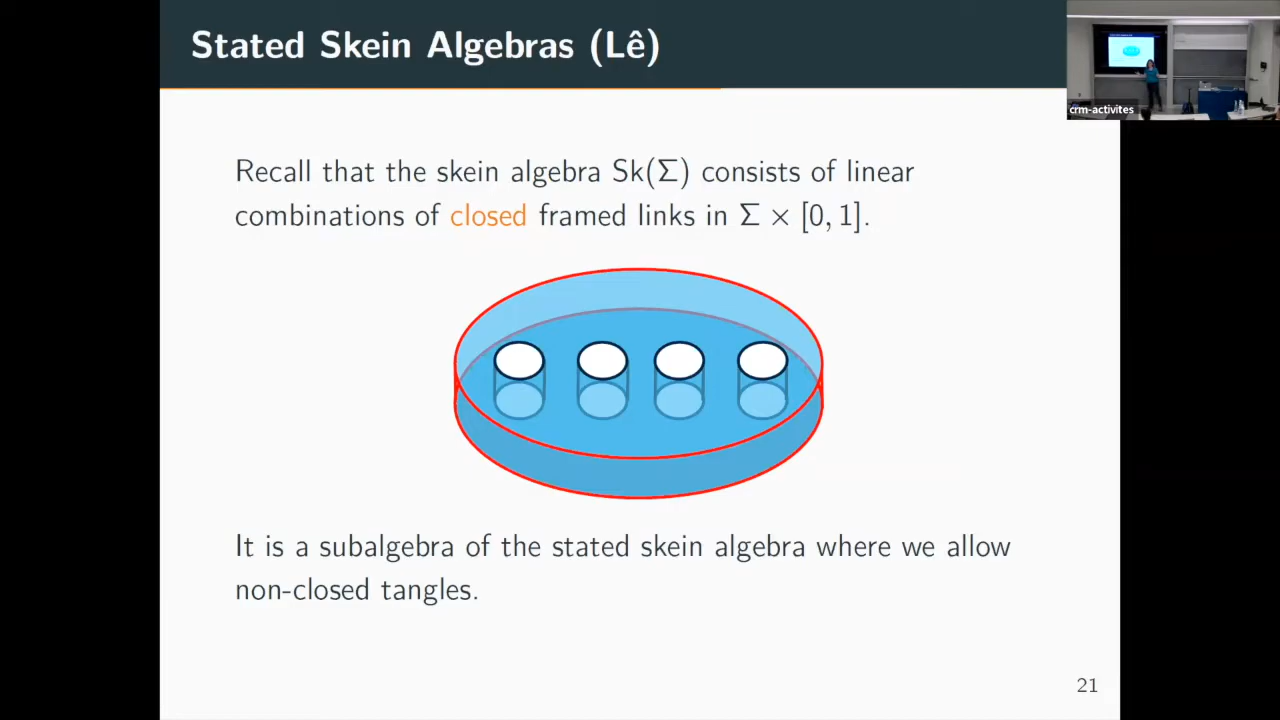 Stated Skein Algebras (Lê)
crm-activites
Recall that the skein algebra Sk(Σ) consists of linear
combinations of closed framed links in Σ × [0, 1].
It is a subalgebra of the stated skein algebra where we allow
non-closed tangles.
21